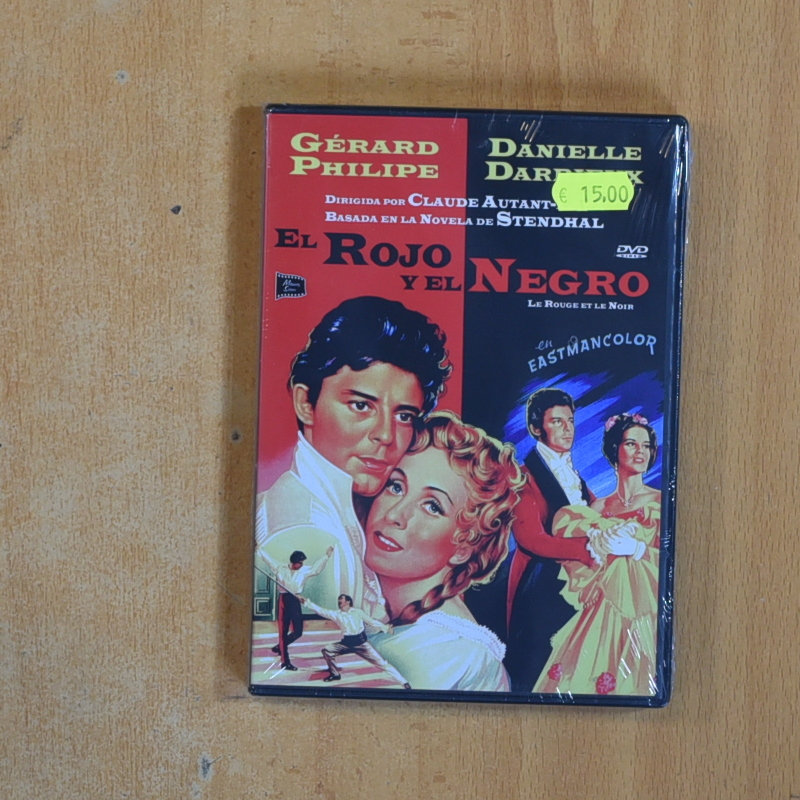 GÉRARD
PHILIPE
DANIELLE
€ 15,00
DIRIGIDA POR CLAUDE AUTANT-
BASADA EN LA NOVELA DE STENDHAL
EL ROJO
Y EL NEGRO
LE ROUGE ET LE NOIR
DVD
VIDEO
en
EASTMANCOLOR